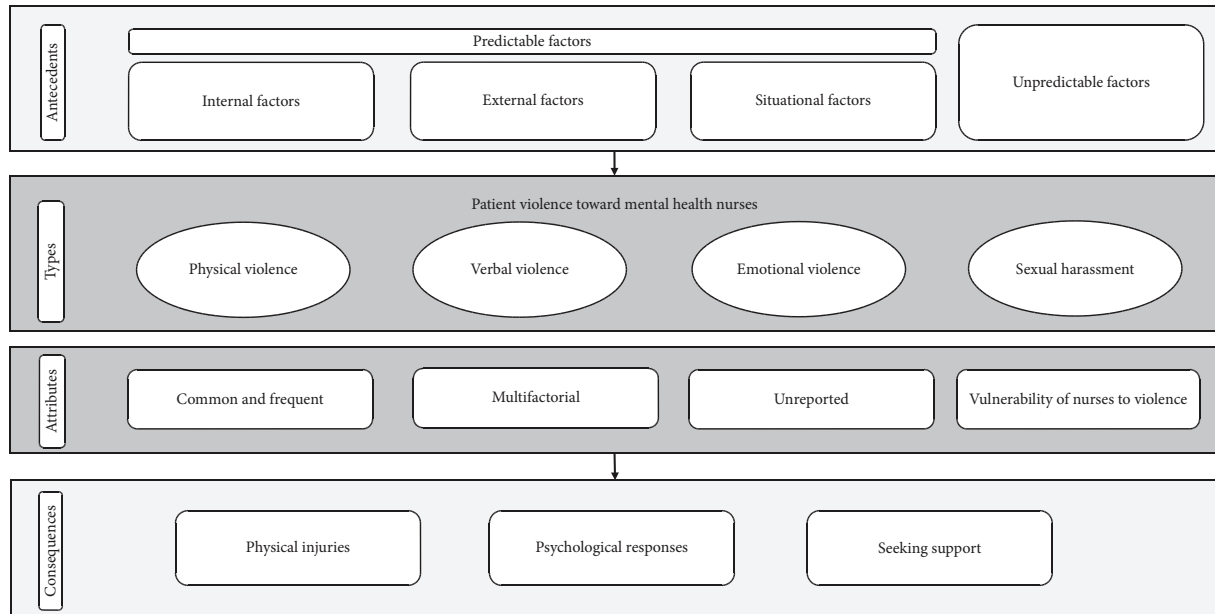 Antecedents
Predictable factors
Internal factors
External factors
Situational factors
Unpredictable factors
Types
Patient violence toward mental health nurses
Physical violence
Verbal violence
Emotional violence
Sexual harassment
Attributes
Common and frequent
Multifactorial
Unreported
Vulnerability of nurses to violence
Consequences
Physical injuries
Psychological responses
Seeking support